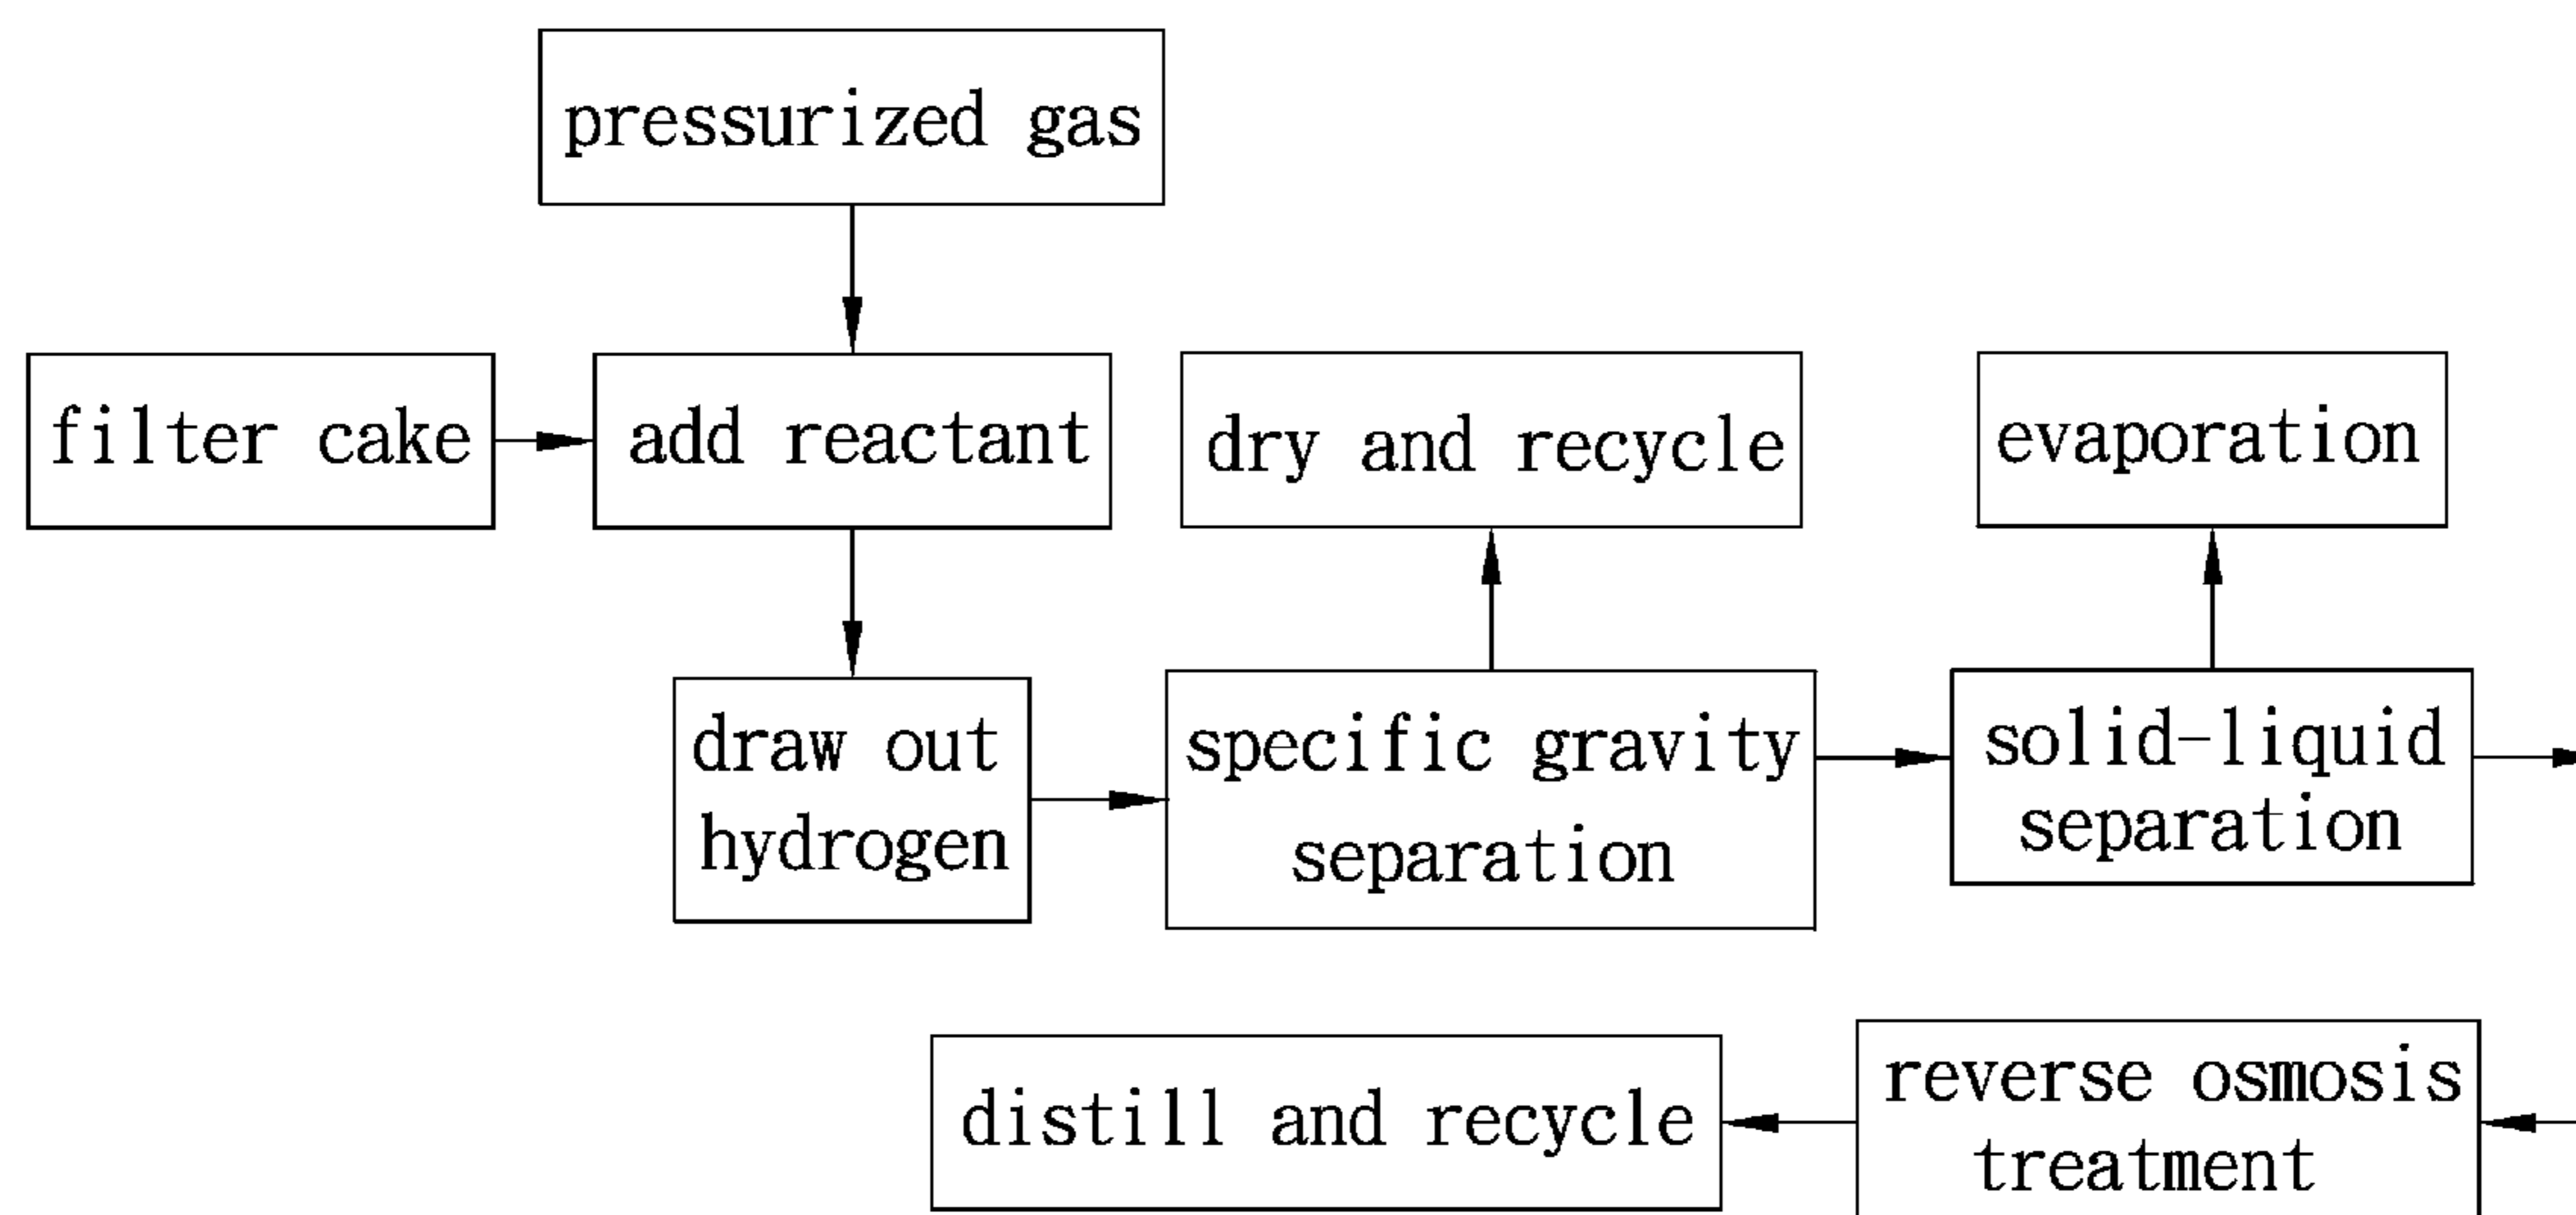 pressurized gas
filter cake
add reactant
dry and recycle
evaporation
draw out
hydrogen
specific gravity
separation
solid-liquid
separation
distill and recycle
reverse osmosis
treatment